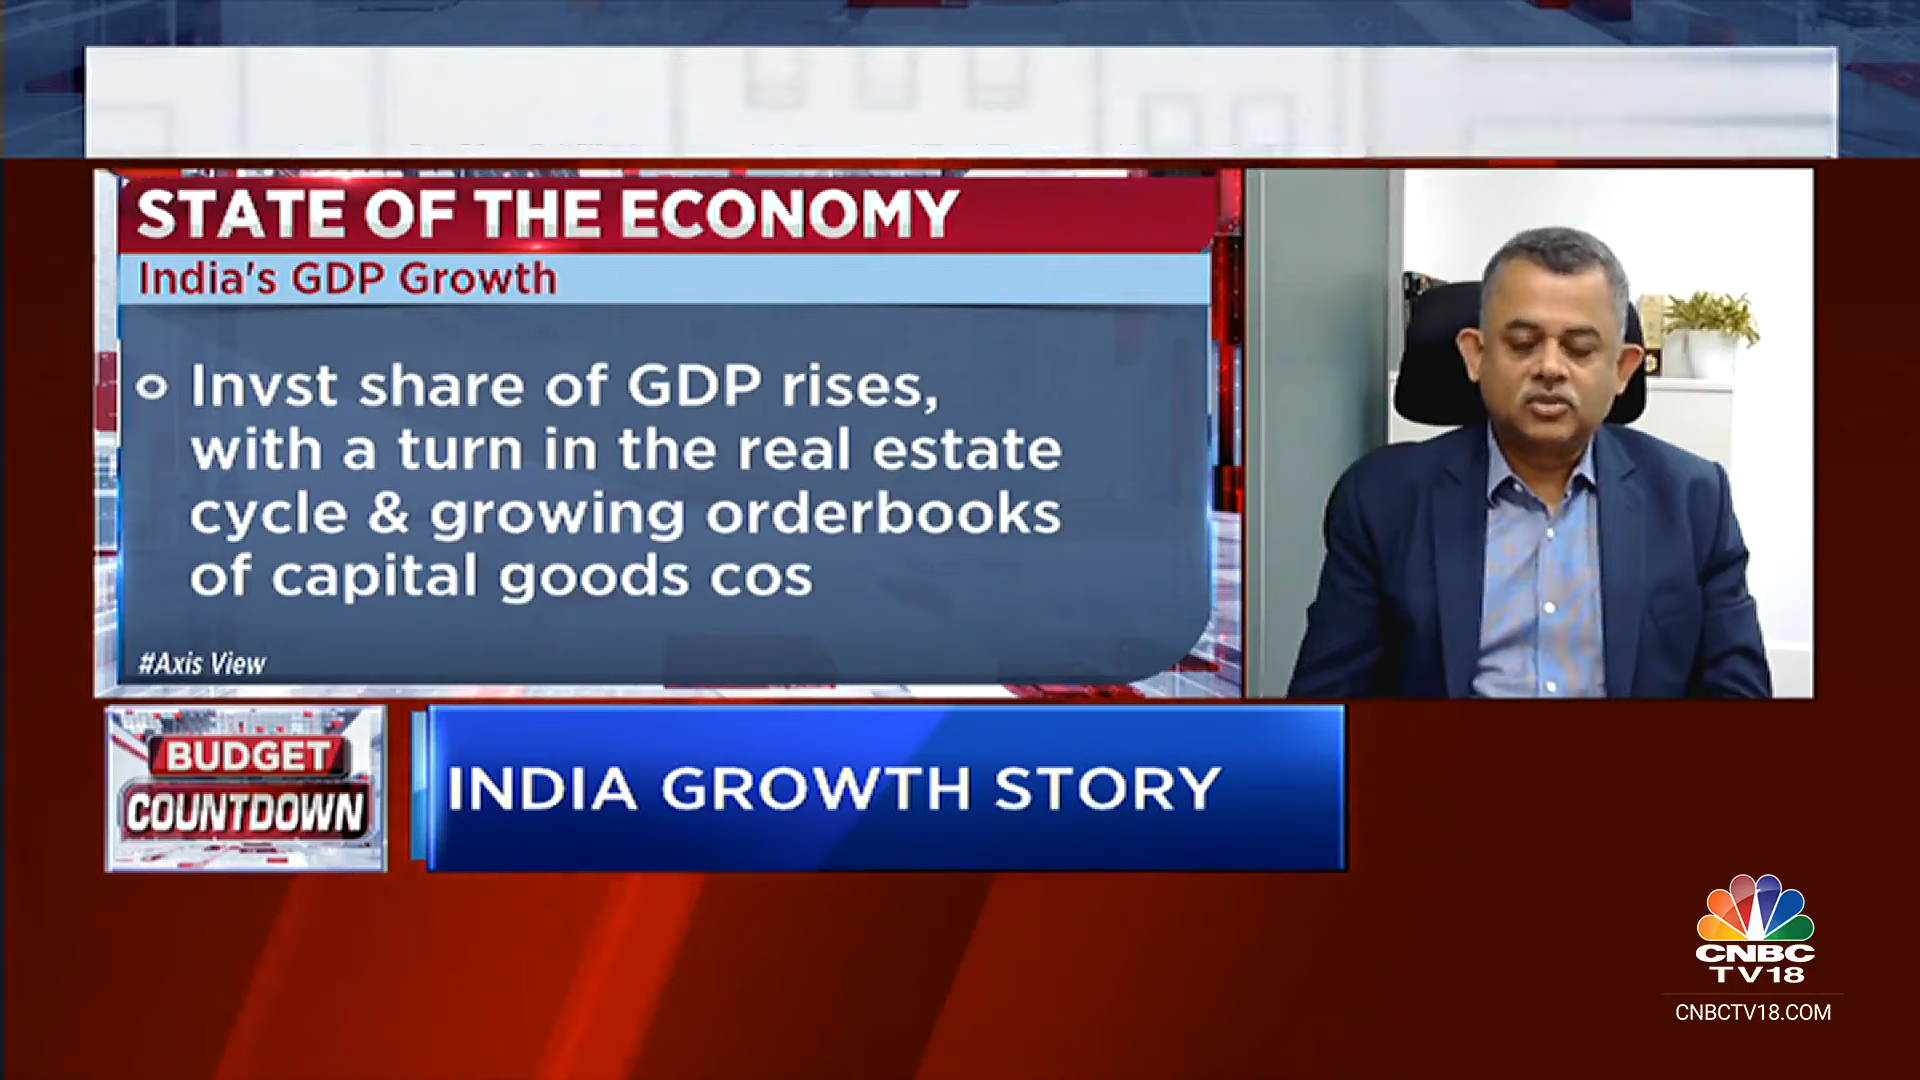 STATE OF THE ECONOMY
India's GDP Growth
o Invst share of GDP rises,
with a turn in the real estate
cycle & growing orderbooks
of capital goods cos
#Axis View
BUDGET
COUNTDOWN
INDIA GROWTH STORY
CNBC
TV18
CNBCTV18.COM